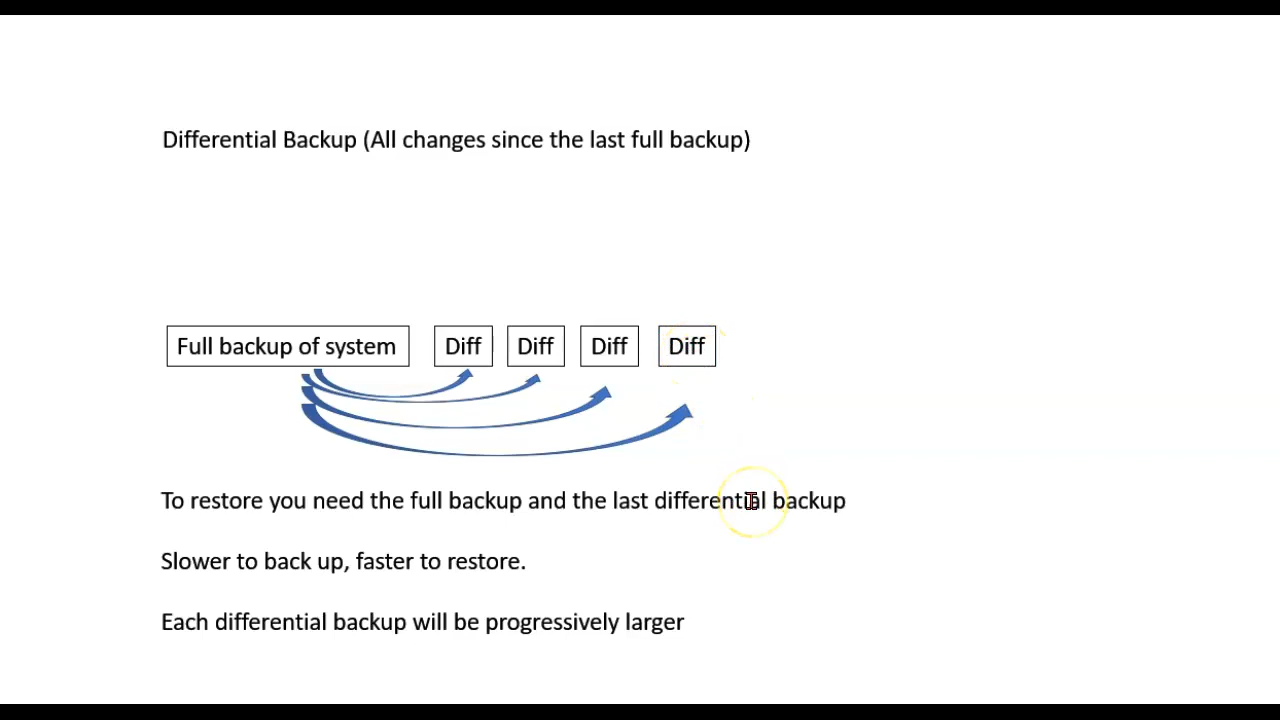 Differential Backup (All changes since the last full backup)
Full backup of system Diff Diff Diff Diff
To restore you need the full backup and the last differential backup
Slower to back up, faster to restore.
Each differential backup will be progressively larger